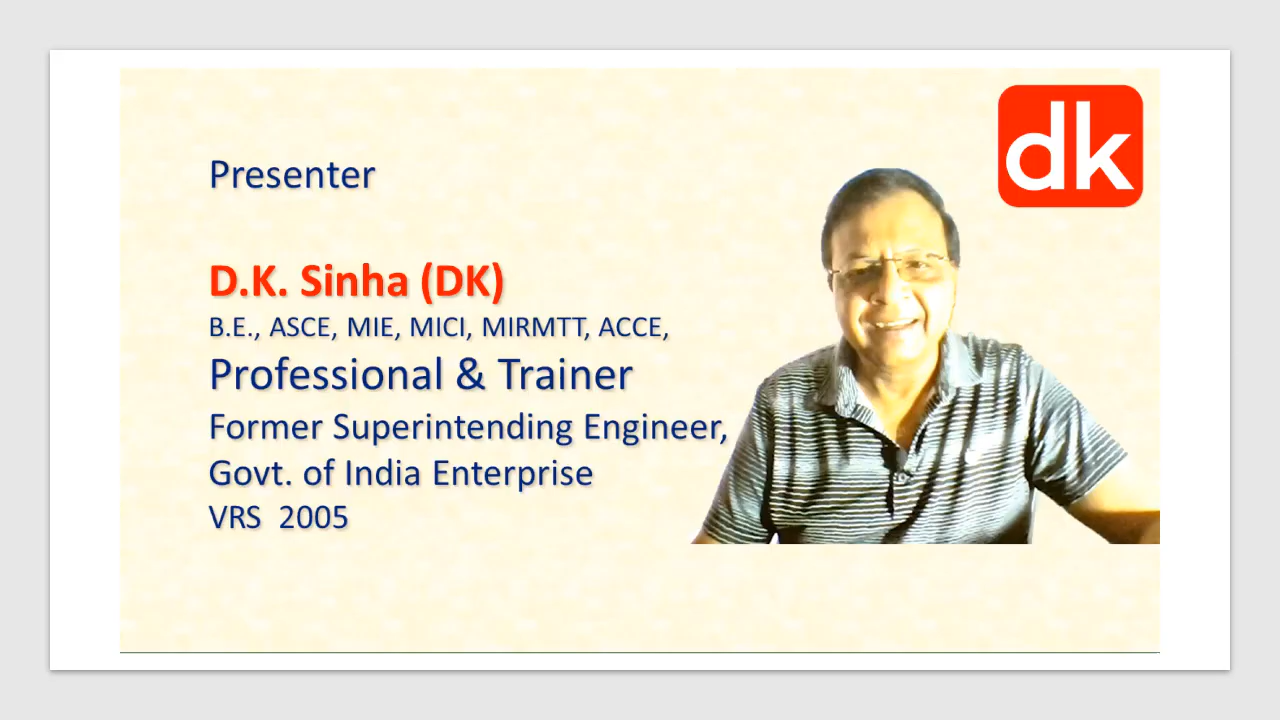 dk
Presenter
D.K. Sinha (DK)
B.E., ASCE, MIE, MICI, MIRMTT, ACCE,
Professional & Trainer
Former Superintending Engineer,
Govt. of India Enterprise
VRS 2005